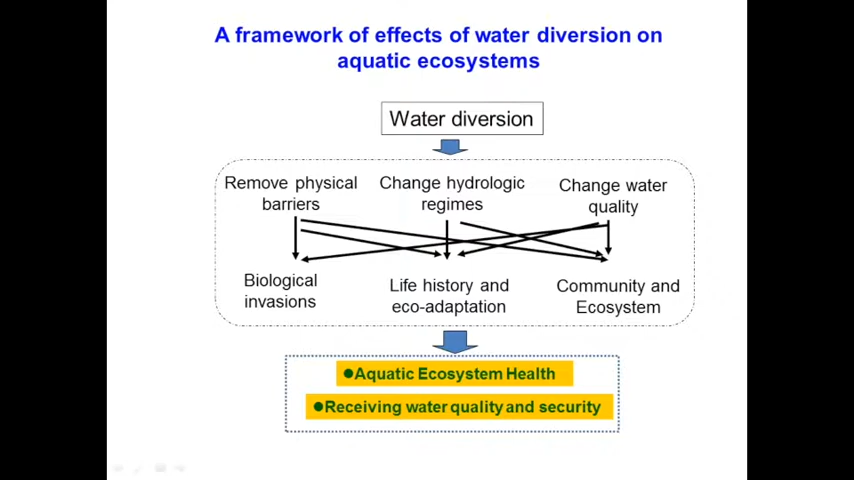 A framework of effects of water diversion on
aquatic ecosystems
Water diversion
Remove physical
barriers
Change hydrologic
regimes
Change water
quality
Biological
invasions
Life history and
eco-adaptation
Community and
Ecosystem
●Aquatic Ecosystem Health
●Receiving water quality and security